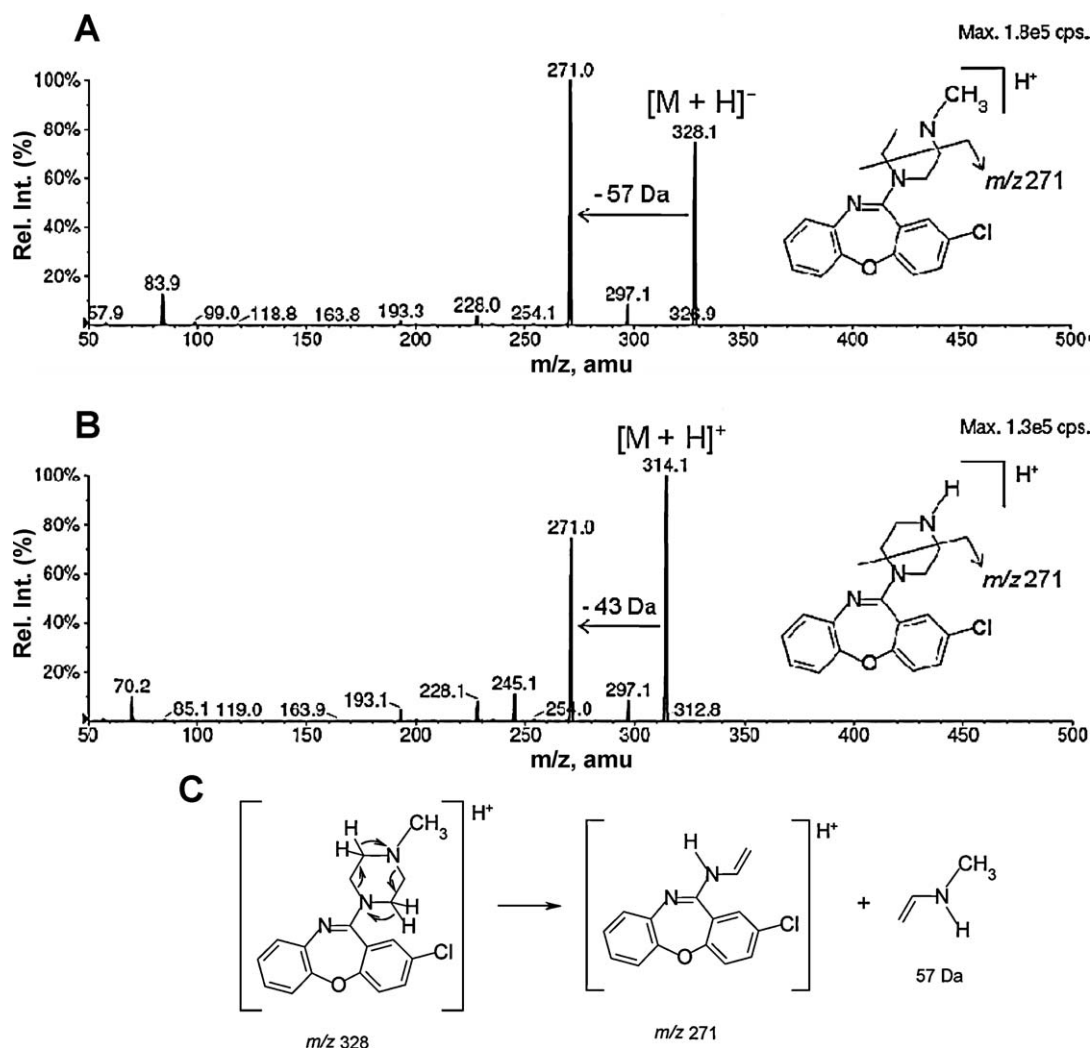 A
Max. 1.8e5 cps.
Rel. Int. (%)
100%
80%
60%
40%
20%
271.0
[M + H]⁻
328.1
- 57 Da
83.9
57.9
99.0
118.8
163.8
193.3
228.0
254.1
297.1
326.9
50 100 150 200 250 300 350 400 450 500
m/z, amu
H⁺
CH₃
N
N
m/z 271
N
Cl
O
B
Max. 1.3e5 cps.
Rel. Int. (%)
100%
80%
60%
40%
20%
[M + H]⁺
314.1
271.0
- 43 Da
70.2
85.1
119.0
163.9
193.1
228.1
245.1
254.0
297.1
312.8
50 100 150 200 250 300 350 400 450 500
m/z, amu
H⁺
H
N
N
m/z 271
N
Cl
O
C
H⁺
H
H
CH₃
N
N
H
H
N
Cl
O
m/z 328
H⁺
H
N
N
Cl
O
m/z 271
+
CH₃
N
H
57 Da